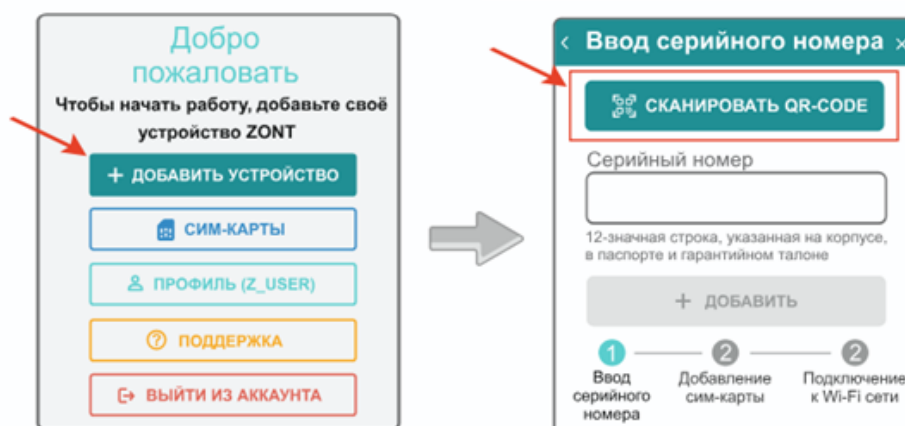 Добро
пожаловать
Чтобы начать работу, добавьте своё
устройство ZONT
+ ДОБАВИТЬ УСТРОЙСТВО
СИМ-КАРТЫ
ПРОФИЛЬ (Z_USER)
ПОДДЕРЖКА
ВЫЙТИ ИЗ АККАУНТА
Ввод серийного номера
СКАНИРОВАТЬ QR-CODE
Серийный номер
12-значная строка, указанная на корпусе,
в паспорте и гарантийном талоне
+ ДОБАВИТЬ
1 2 2
Ввод
серийного
номера
Добавление
сим-карты
Подключение
к Wi-Fi сети